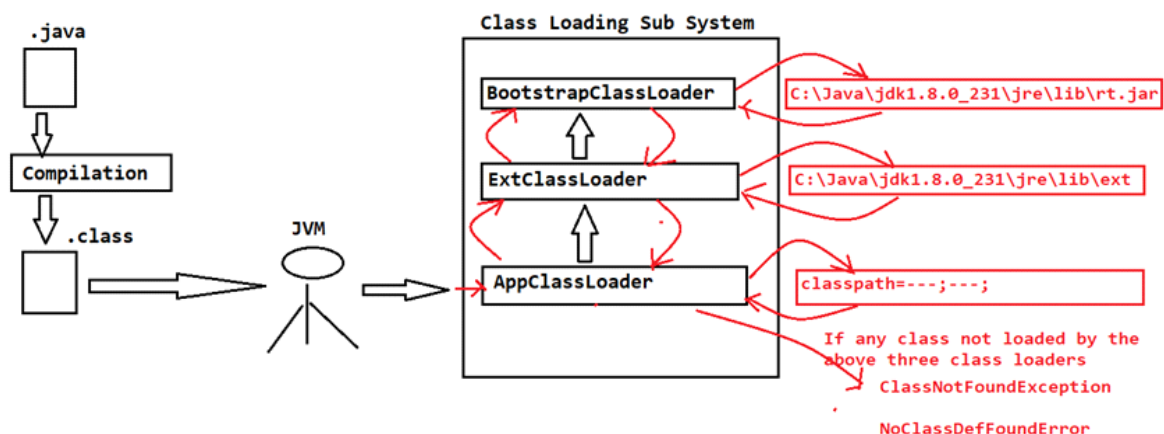 Class Loading Sub System
.java
BootstrapClassLoader
C:\Java\jdk1.8.0_231\jre\lib\rt.jar
Compilation
ExtClassLoader
C:\Java\jdk1.8.0_231\jre\lib\ext
.class
JVM
AppClassLoader
classpath=---;---;
If any class not loaded by the
above three class loaders
ClassNotFoundException
NoClassDefFoundError